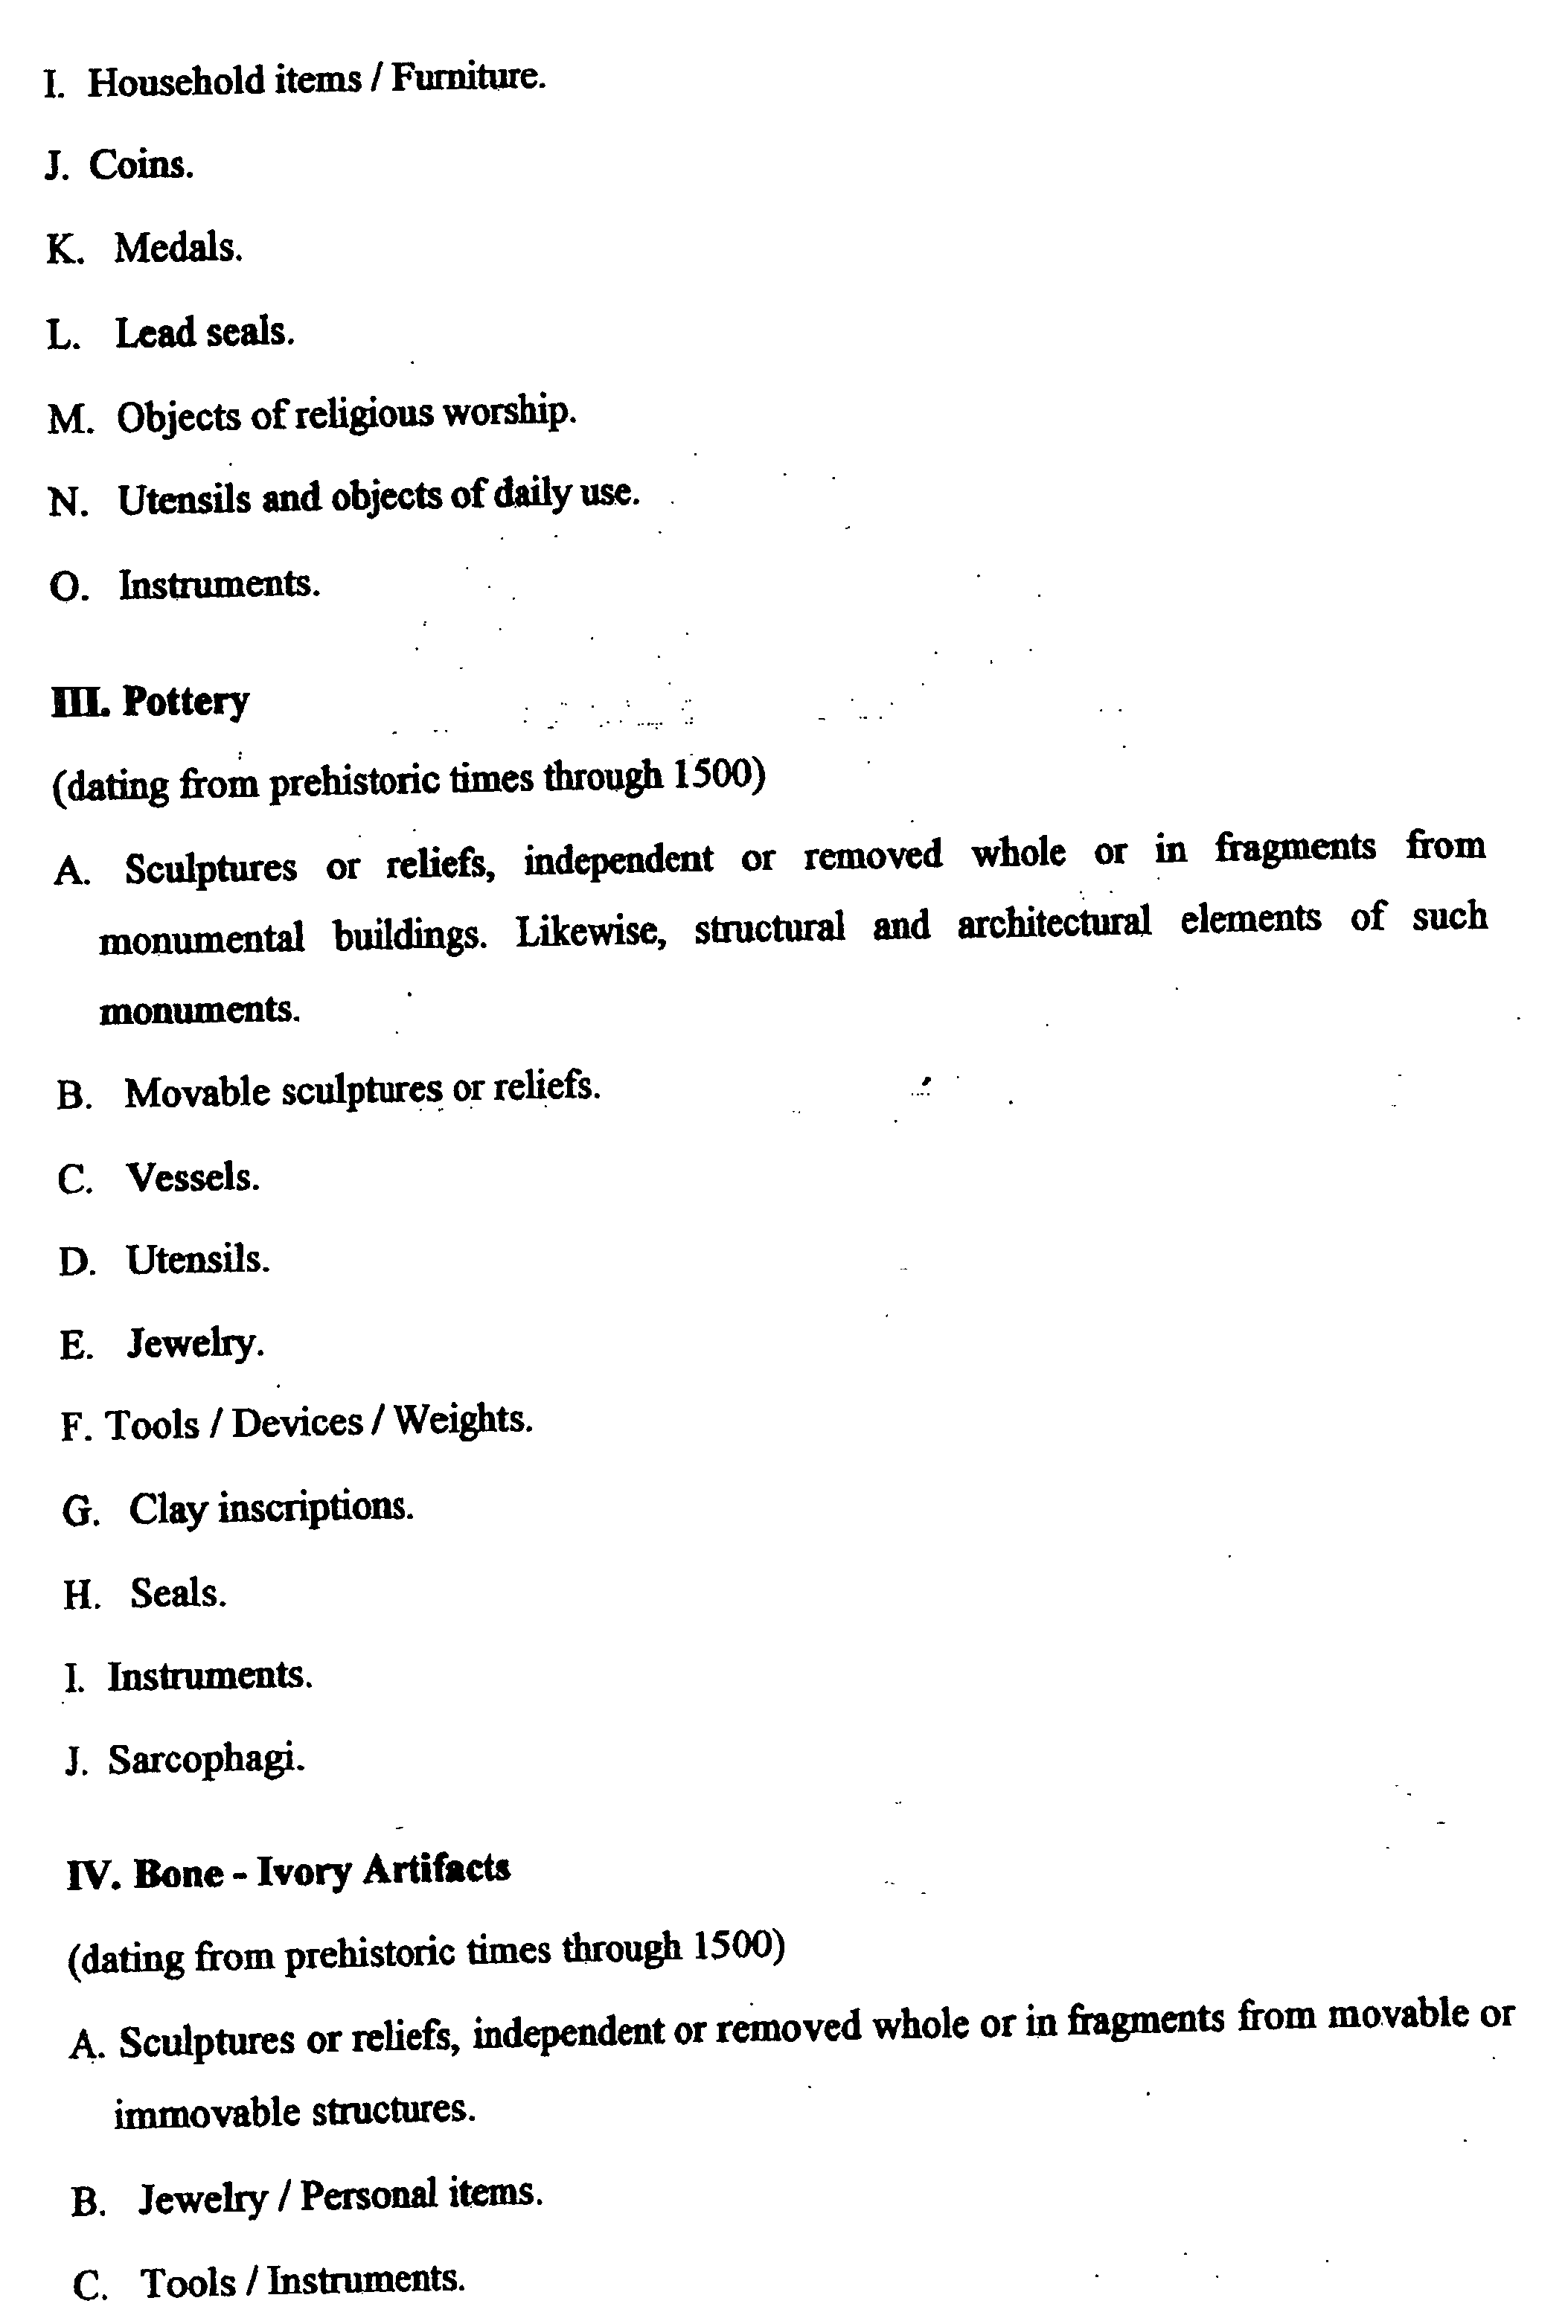 I. Household items / Furniture.
J. Coins.
K. Medals.
L. Lead seals.
M. Objects of religious worship.
N. Utensils and objects of daily use.
O. Instruments.
III. Pottery
(dating from prehistoric times through 1500)
A. Sculptures or reliefs, independent or removed whole or in fragments from
monumental buildings. Likewise, structural and architectural elements of such
monuments.
B. Movable sculptures or reliefs.
C. Vessels.
D. Utensils.
E. Jewelry.
F. Tools / Devices / Weights.
G. Clay inscriptions.
H. Seals.
I. Instruments.
J. Sarcophagi.
IV. Bone - Ivory Artifacts
(dating from prehistoric times through 1500)
A. Sculptures or reliefs, independent or removed whole or in fragments from movable or
immovable structures.
B. Jewelry / Personal items.
C. Tools / Instruments.